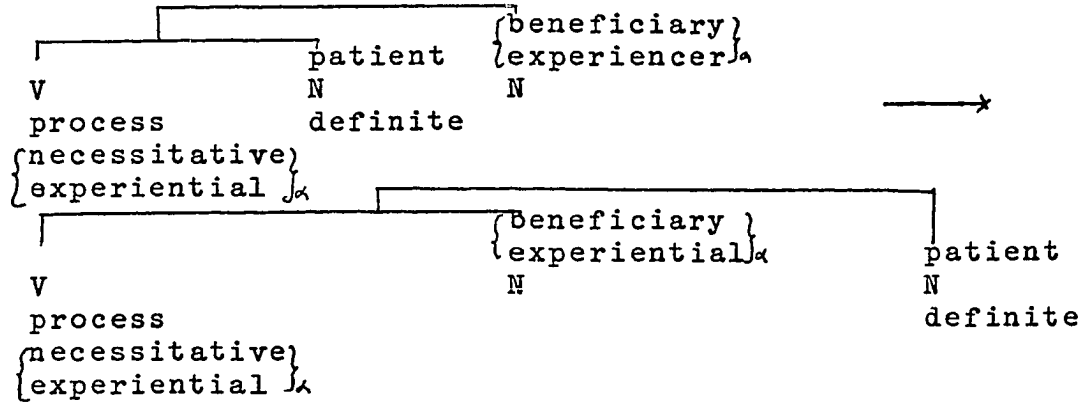 {beneficiary}
patient {experiencer}α
V N N
process definite
{necessitative}
{experiential}α
{beneficiary}
{experiential}α patient
V N N
process definite
{necessitative}
{experiential}α